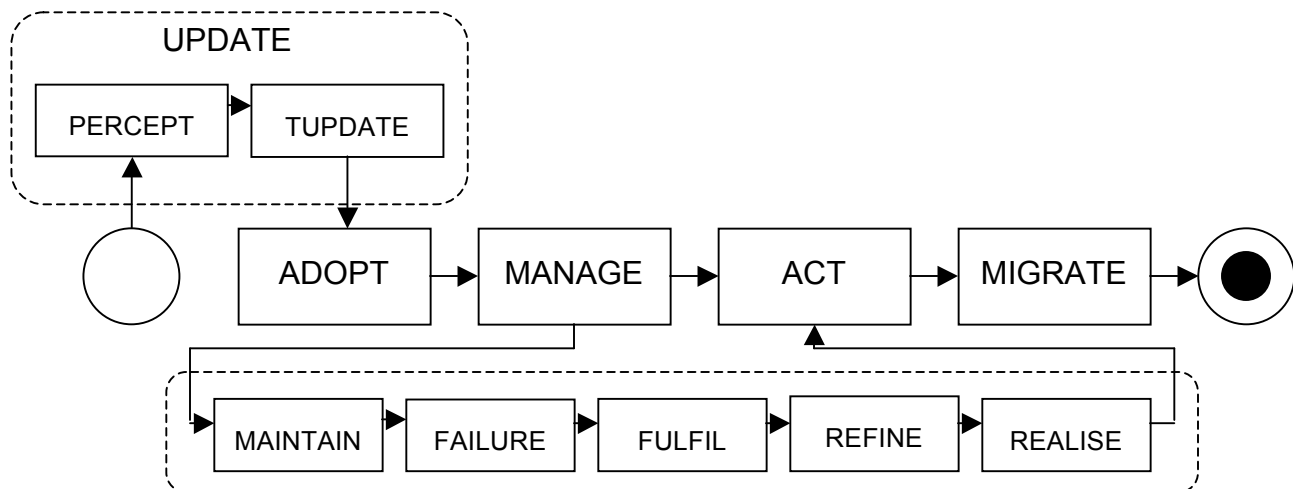 UPDATE
PERCEPT
TUPDATE
ADOPT
MANAGE
ACT
MIGRATE
MAINTAIN
FAILURE
FULFIL
REFINE
REALISE